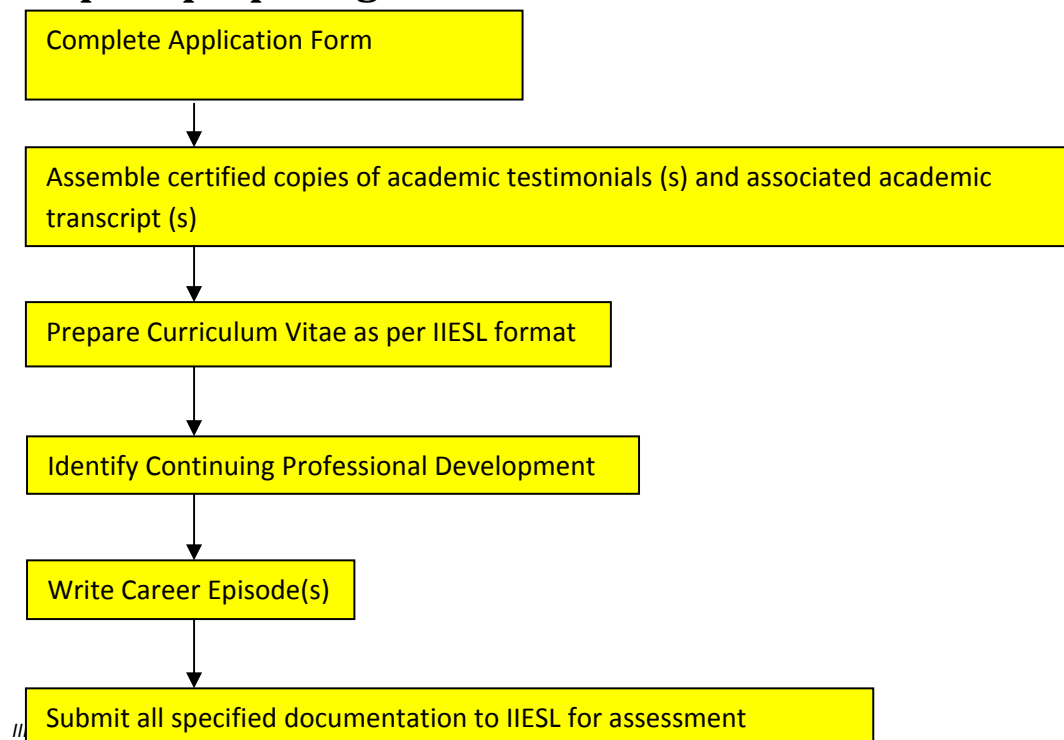 Complete Application Form
Assemble certified copies of academic testimonials (s) and associated academic
transcript (s)
Prepare Curriculum Vitae as per IIESL format
Identify Continuing Professional Development
Write Career Episode(s)
Submit all specified documentation to IIESL for assessment